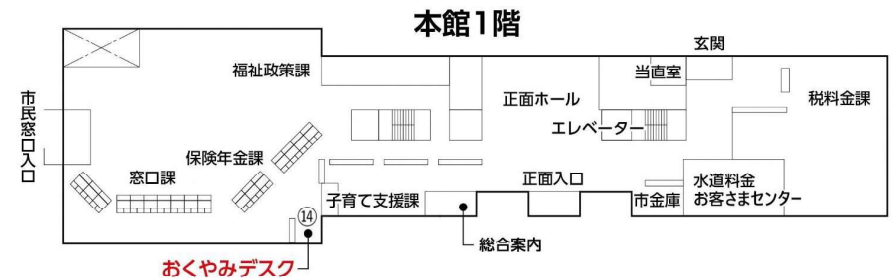 本館1階
玄関
福祉政策課
当直室
正面ホール
税料金課
市民窓口入口
エレベーター
保険年金課
窓口課
正面入口
水道料金
お客さまセンター
子育て支援課
市金庫
⑭
総合案内
おくやみデスク